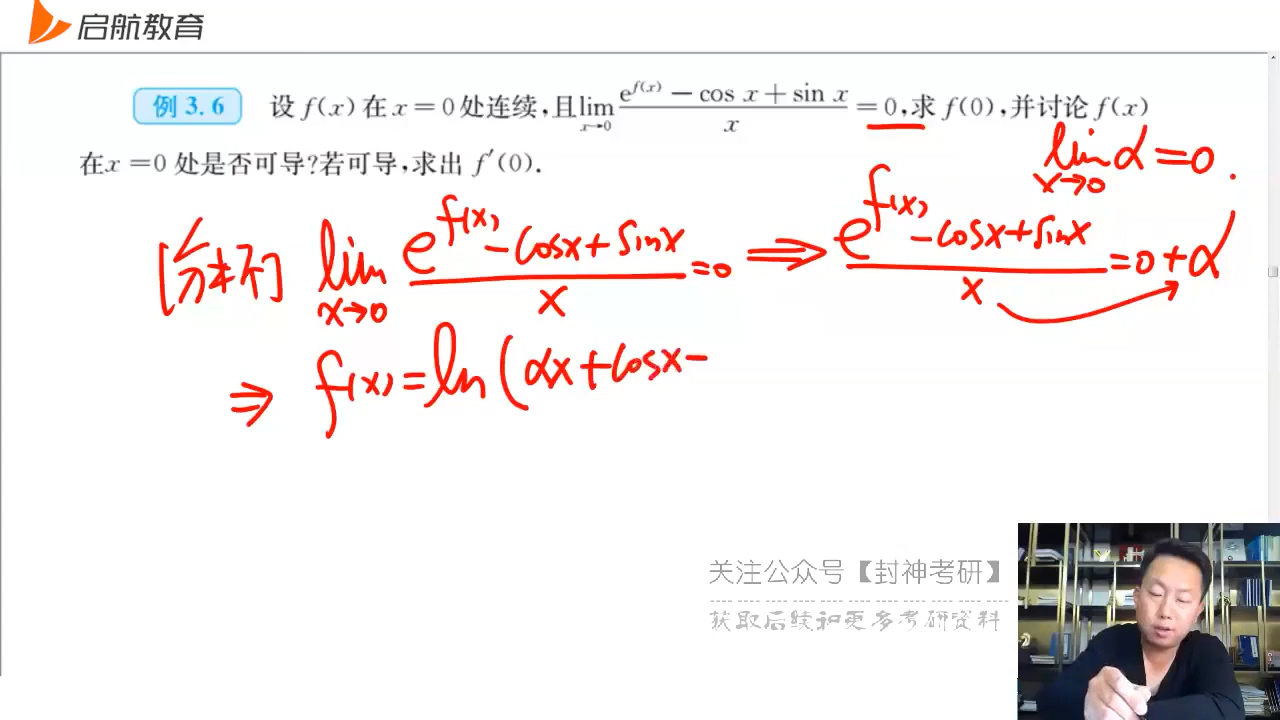 启航教育
例 3.6 设 f(x) 在 x = 0 处连续,且 lim_{x→0} (e^{f(x)} − cos x + sin x)/x = 0,求 f(0),并讨论 f(x)
在 x = 0 处是否可导?若可导,求出 f′(0).
lim_{x→0} α = 0.
[分析] lim_{x→0} (e^{f(x)} − cosx + sinx)/x = 0 ⟹ (e^{f(x)} − cosx + sinx)/x = 0 + α
⇒ f(x) = ln(αx + cosx −
关注公众号【封神考研】
获取后续和更多考研资料